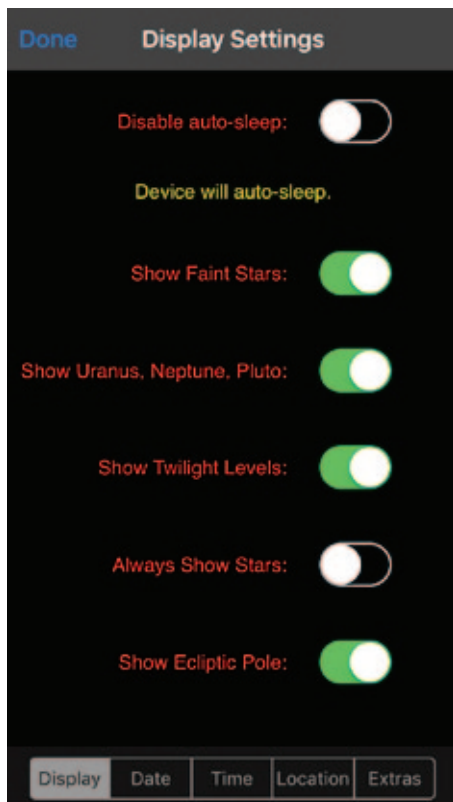 Done Display Settings
Disable auto-sleep:
Device will auto-sleep.
Show Faint Stars:
Show Uranus, Neptune, Pluto:
Show Twilight Levels:
Always Show Stars:
Show Ecliptic Pole:
Display Date Time Location Extras